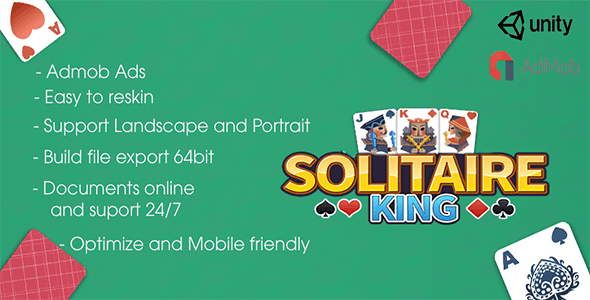 unity
AdMob
- Admob Ads
- Easy to reskin
- Support Landscape and Portrait
- Build file export 64bit
- Documents online
and suport 24/7
- Optimize and Mobile friendly
J K Q
SOLITAIRE
KING
A